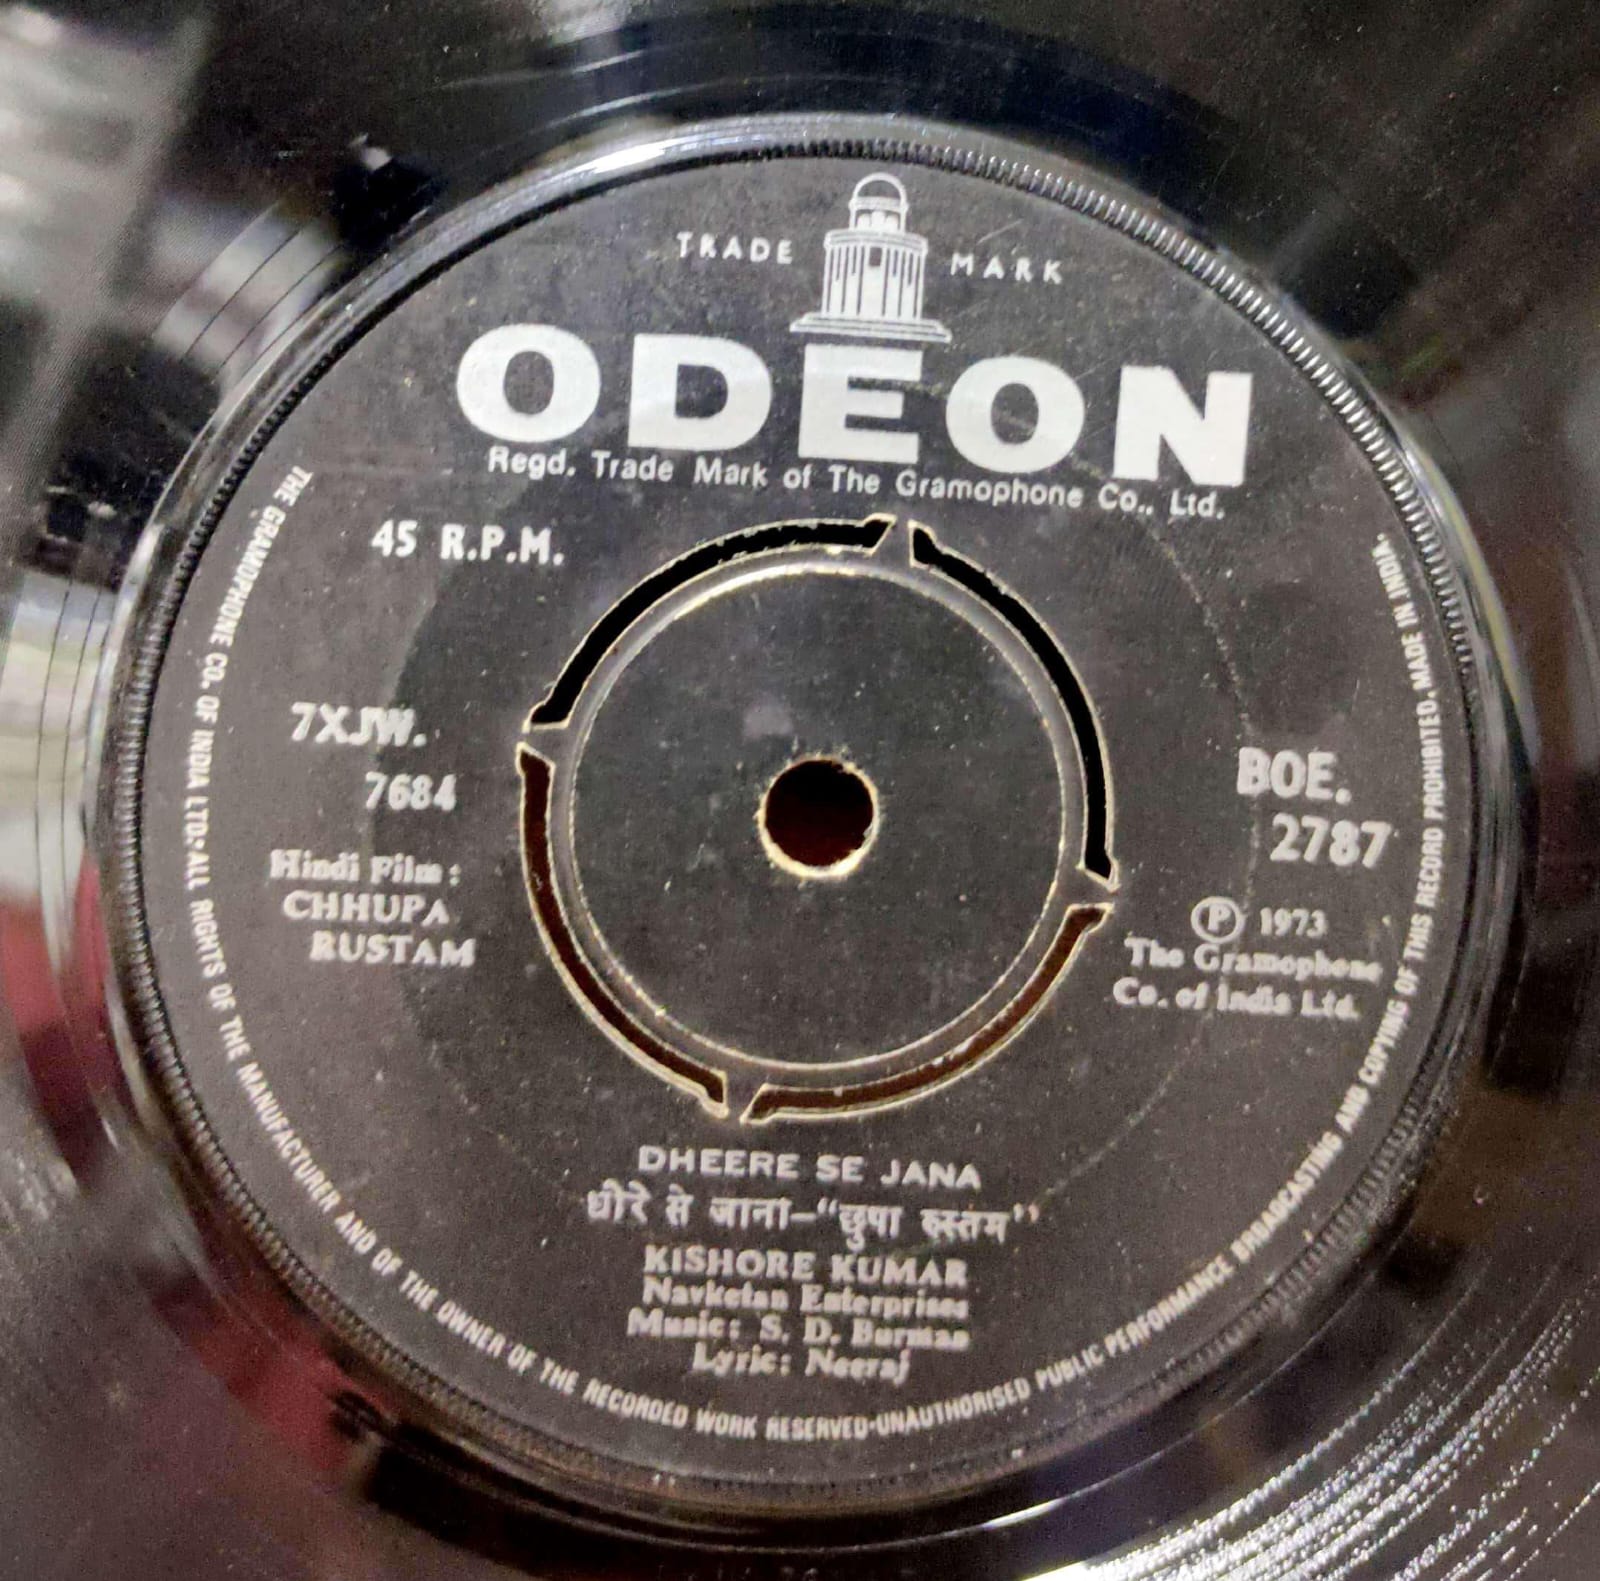 TRADE MARK
ODEON
Regd. Trade Mark of The Gramophone Co., Ltd.
45 R.P.M.
7XJW.
7684
Hindi Film :
CHHUPA
RUSTAM
BOE.
2787
Ⓟ 1973
The Gramophone
Co. of India Ltd.
DHEERE SE JANA
धीरे से जाना–“छुपा रुस्तम”
KISHORE KUMAR
Navketan Enterprises
Music: S. D. Burman
Lyric: Neeraj
THE GRAMOPHONE CO. OF INDIA LTD·ALL RIGHTS OF THE MANUFACTURER AND OF THE OWNER OF THE RECORDED WORK RESERVED·UNAUTHORISED PUBLIC PERFORMANCE BROADCASTING AND COPYING OF THIS RECORD PROHIBITED. MADE IN INDIA.